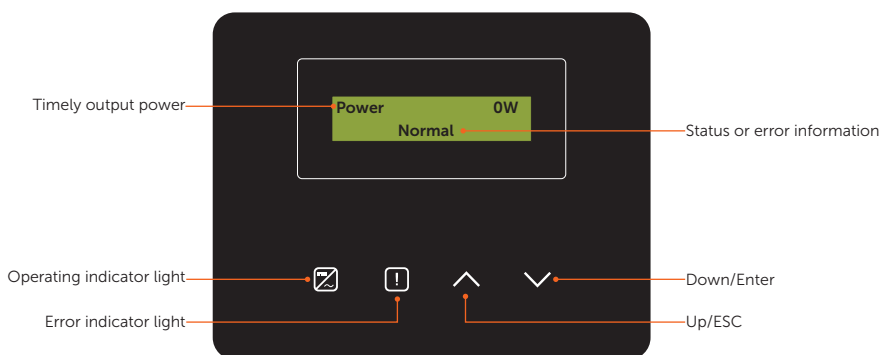 Timely output power
Power 0W
Normal
Status or error information
Operating indicator light
!
Down/Enter
Error indicator light
Up/ESC